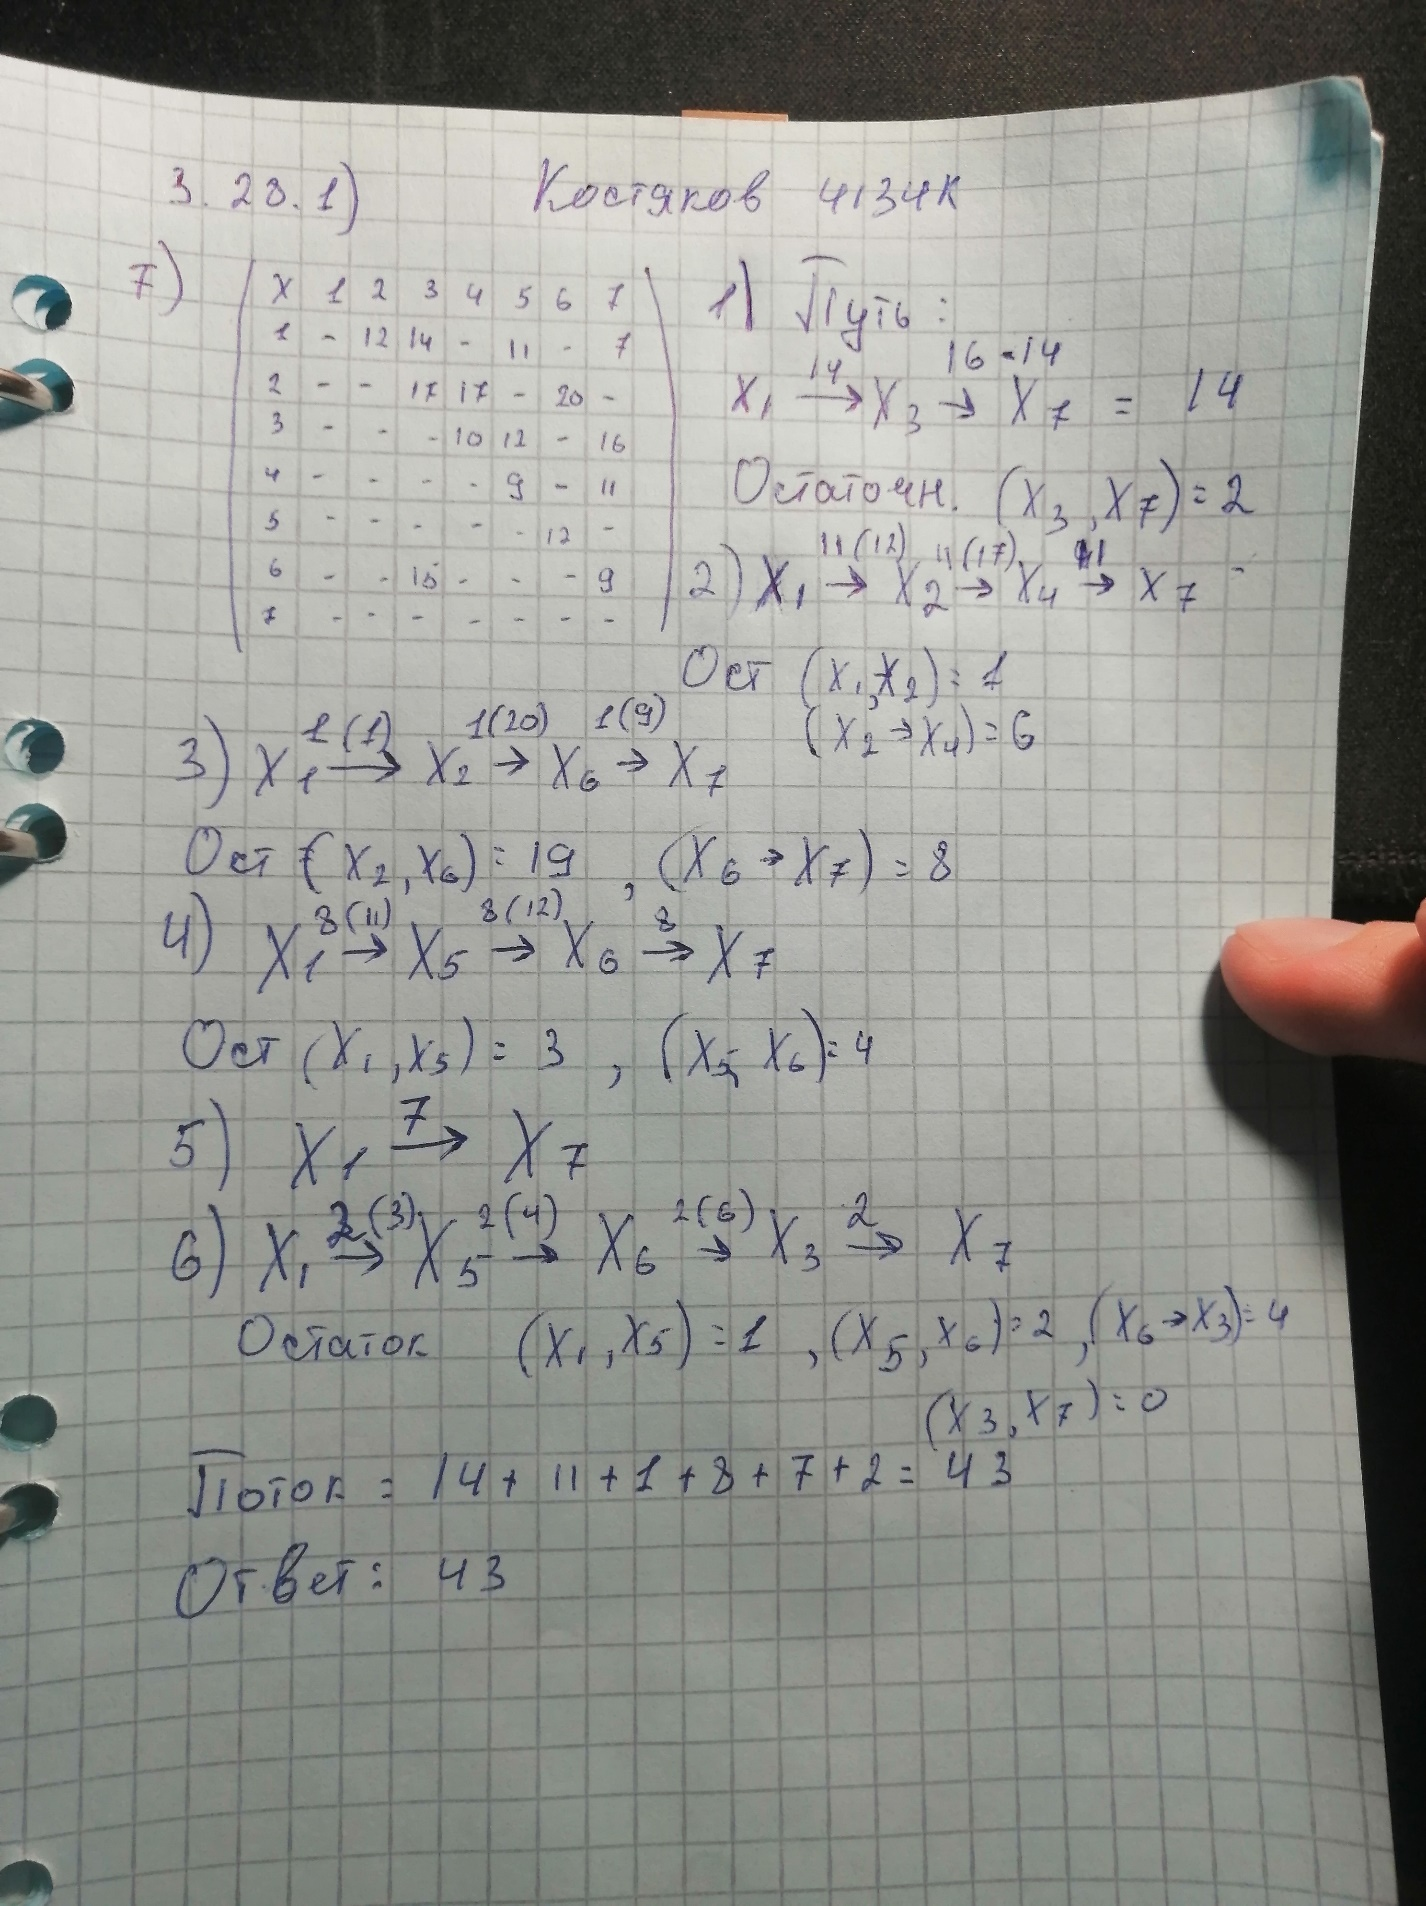 3.23.1) Костяков 4134К
7)
X 1 2 3 4 5 6 7
1 - 12 14 - 11 - 7
2 - - 17 17 - 20 -
3 - - - 10 12 - 16
4 - - - - 9 - 11
5 - - - - - 12 -
6 - - 15 - - - 9
7 - - - - - - -
1) Путь:
14 16-14
X₁ → X₃ → X₇ = 14
Остаточн. (X₃, X₇) = 2
11(12) 11(17) 11
2) X₁ → X₂ → X₄ → X₇ -
Ост (X₁, X₂) = 1
(X₂ → X₄) = 6
1(1) 1(20) 1(9)
3) X₁ → X₂ → X₆ → X₇
Ост (X₂, X₆) = 19, (X₆ → X₇) = 8
8(11) 8(12) 8
4) X₁ → X₅ → X₆ → X₇
Ост (X₁, X₅) = 3, (X₅, X₆) = 4
7
5) X₁ → X₇
2(3) 2(4) 2(6) 2
6) X₁ → X₅ → X₆ → X₃ → X₇
Остаток (X₁, X₅) = 1, (X₅, X₆) = 2, (X₆ → X₃) = 4
(X₃, X₇) = 0
Поток = 14 + 11 + 1 + 8 + 7 + 2 = 43
Ответ: 43